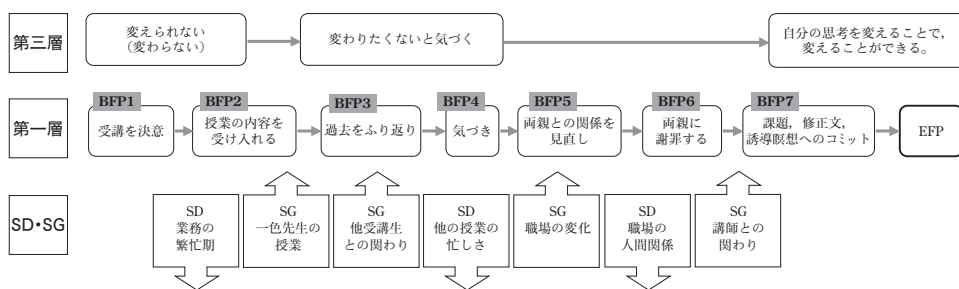 第三層
変えられない
（変わらない）
変わりたくないと気づく
自分の思考を変えることで，
変えることができる。
第一層
BFP1
受講を決意
BFP2
授業の内容を
受け入れる
BFP3
過去をふり返り
BFP4
気づき
BFP5
両親との関係を
見直し
BFP6
両親に
謝罪する
BFP7
課題，修正文，
誘導瞑想へのコミット
EFP
SD・SG
SD
業務の
繁忙期
SG
一色先生の
授業
SG
他受講生
との関わり
SD
他の授業の
忙しさ
SG
職場の変化
SD
職場の
人間関係
SG
講師との
関わり